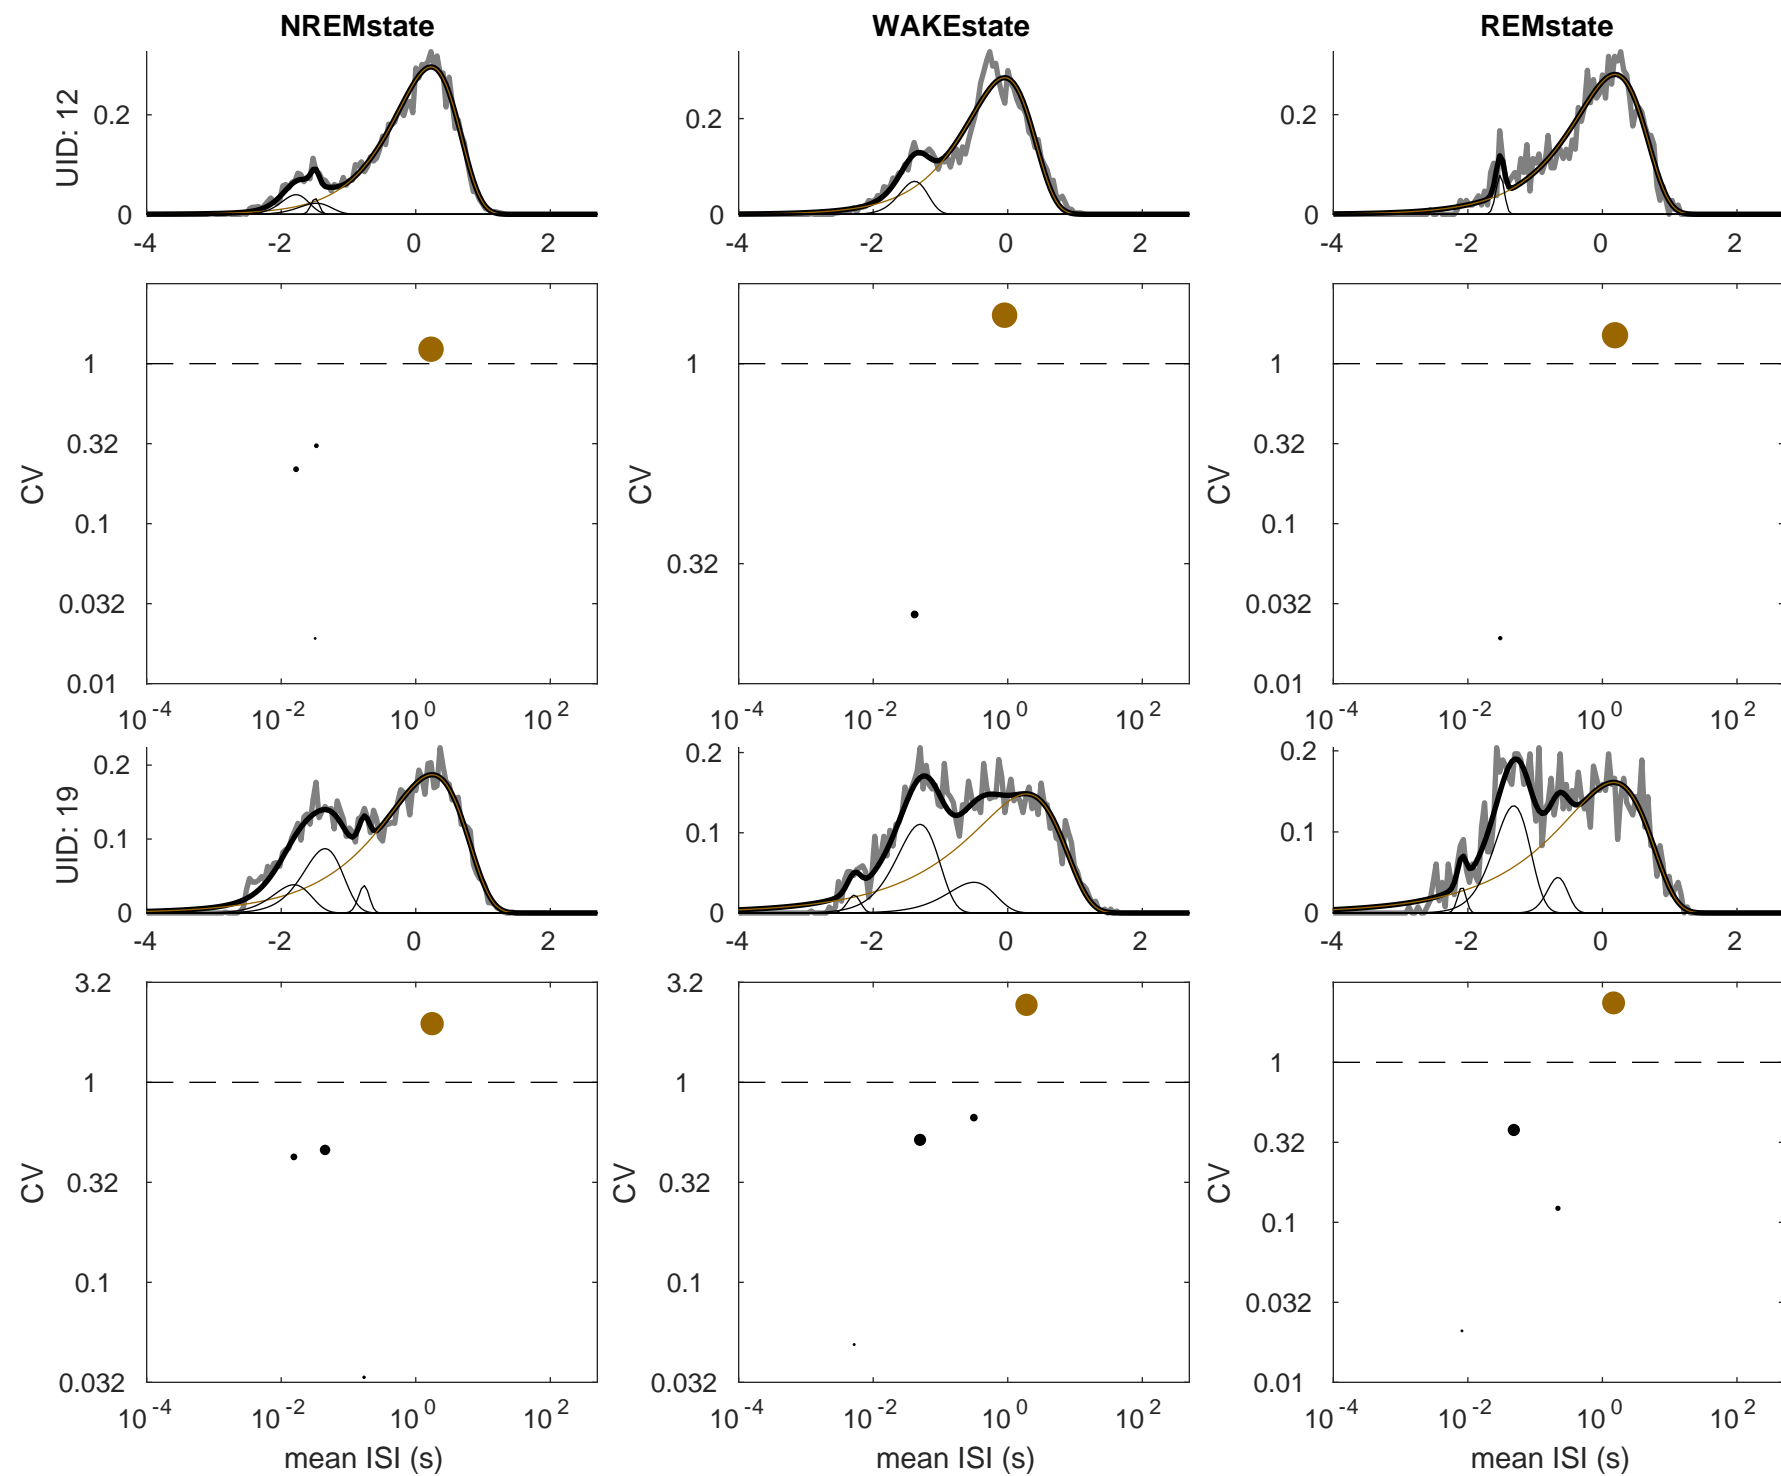 NREMstate WAKEstate REMstate
UID: 12
0.2 0.2 0.2
0 0 0
-4 -2 0 2 -4 -2 0 2 -4 -2 0 2
CV CV CV
1 1 1
0.32 0.32
0.1 0.32 0.1
0.032 0.032
0.01 0.01
10^-4 10^-2 10^0 10^2 10^-4 10^-2 10^0 10^2 10^-4 10^-2 10^0 10^2
UID: 19
0.2 0.2 0.2
0.1 0.1 0.1
0 0 0
-4 -2 0 2 -4 -2 0 2 -4 -2 0 2
CV CV CV
3.2 3.2
1 1 1
0.32 0.32 0.32
0.1 0.1 0.1
0.032
0.032 0.032 0.01
10^-4 10^-2 10^0 10^2 10^-4 10^-2 10^0 10^2 10^-4 10^-2 10^0 10^2
mean ISI (s) mean ISI (s) mean ISI (s)